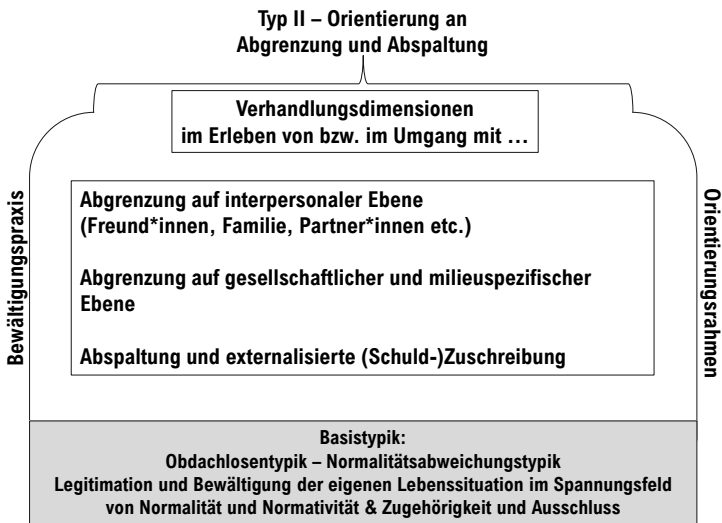 Typ II – Orientierung an
Abgrenzung und Abspaltung
Verhandlungsdimensionen
im Erleben von bzw. im Umgang mit …
Bewältigungspraxis
Abgrenzung auf interpersonaler Ebene
(Freund*innen, Familie, Partner*innen etc.)
Abgrenzung auf gesellschaftlicher und milieuspezifischer
Ebene
Abspaltung und externalisierte (Schuld-)Zuschreibung
Orientierungsrahmen
Basistypik:
Obdachlosentypik – Normalitätsabweichungstypik
Legitimation und Bewältigung der eigenen Lebenssituation im Spannungsfeld
von Normalität und Normativität & Zugehörigkeit und Ausschluss